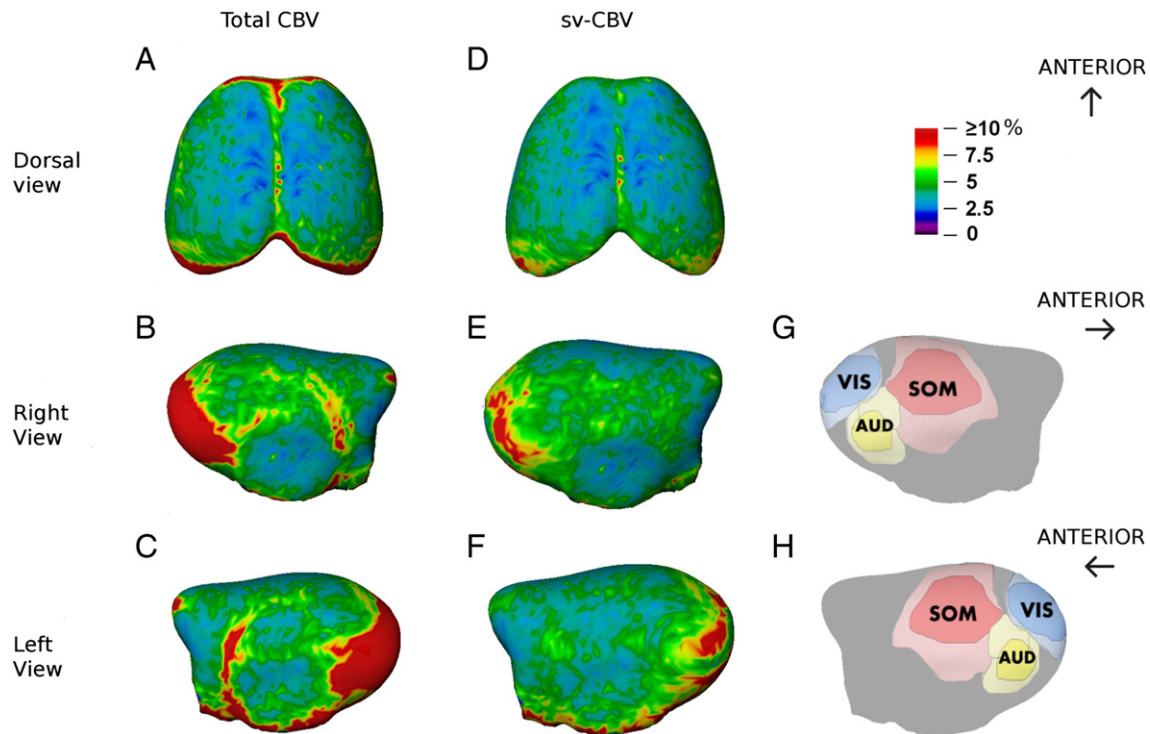 Total CBV
sv-CBV
A
D
ANTERIOR
↑
Dorsal
view
≥10 %
7.5
5
2.5
0
ANTERIOR
→
B
E
G
VIS
SOM
AUD
Right
View
ANTERIOR
←
C
F
H
SOM
VIS
AUD
Left
View